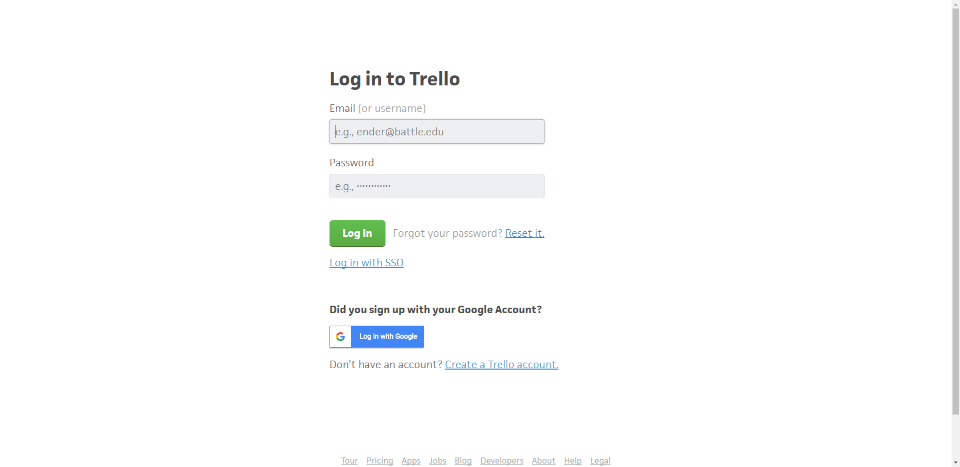 Log in to Trello
Email (or username)
e.g., ender@battle.edu
Password
e.g., ••••••••••••
Log In Forgot your password? Reset it.
Log in with SSO
Did you sign up with your Google Account?
G Log in with Google
Don't have an account? Create a Trello account.
Tour Pricing Apps Jobs Blog Developers About Help Legal